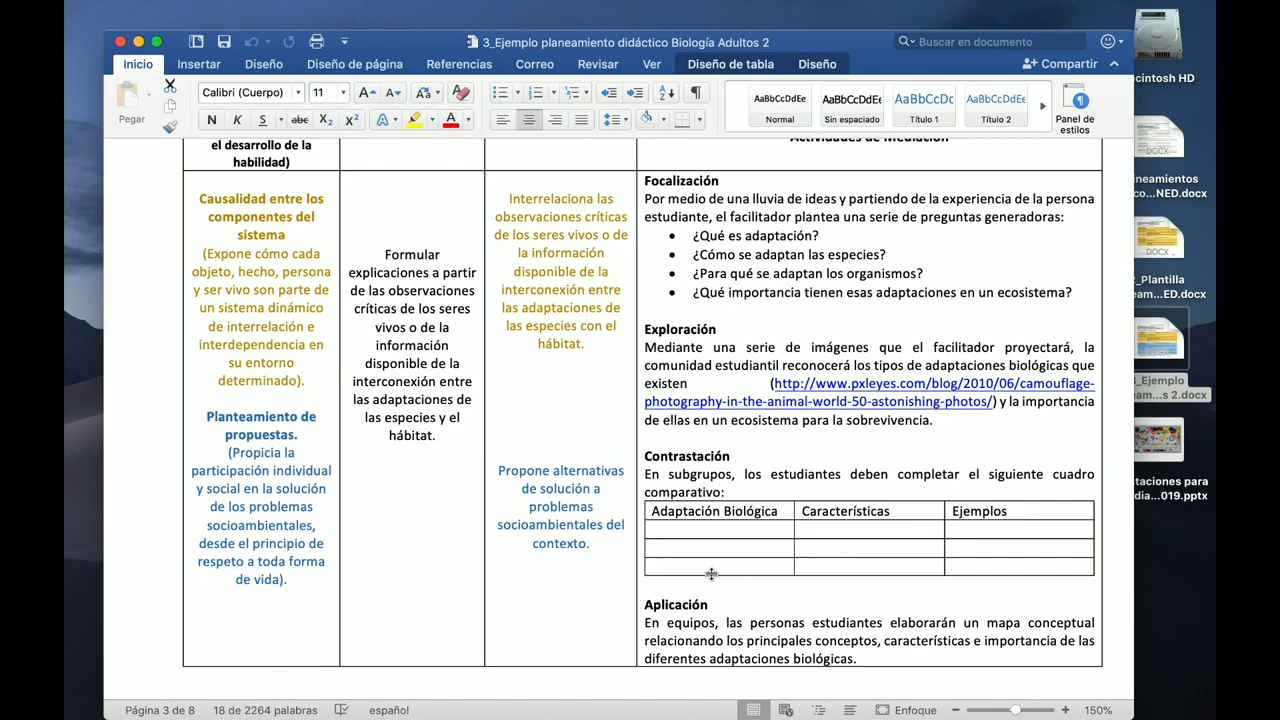 3_Ejemplo planeamiento didáctico Biología Adultos 2
Buscar en documento
Inicio
Insertar
Diseño
Diseño de página
Referencias
Correo
Revisar
Ver
Diseño de tabla
Diseño
Compartir
Pegar
Calibri (Cuerpo)
11
N K S abc X₂ X²
AaBbCcDdEe
Normal
AaBbCcDdEe
Sin espaciado
AaBbCcDc
Título 1
AaBbCcDdEe
Título 2
Panel de
estilos
el desarrollo de la
habilidad)
Actividades de Mediación
Causalidad entre los
componentes del
sistema
(Expone cómo cada
objeto, hecho, persona
y ser vivo son parte de
un sistema dinámico
de interrelación e
interdependencia en
su entorno
determinado).
Planteamiento de
propuestas.
(Propicia la
participación individual
y social en la solución
de los problemas
socioambientales,
desde el principio de
respeto a toda forma
de vida).
Formular
explicaciones a partir
de las observaciones
críticas de los seres
vivos o de la
información
disponible de la
interconexión entre
las adaptaciones de
las especies y el
hábitat.
Interrelaciona las
observaciones críticas
de los seres vivos o de
la información
disponible de la
interconexión entre
las adaptaciones de
las especies con el
hábitat.
Propone alternativas
de solución a
problemas
socioambientales del
contexto.
Focalización
Por medio de una lluvia de ideas y partiendo de la experiencia de la persona
estudiante, el facilitador plantea una serie de preguntas generadoras:
• ¿Qué es adaptación?
• ¿Cómo se adaptan las especies?
• ¿Para qué se adaptan los organismos?
• ¿Qué importancia tienen esas adaptaciones en un ecosistema?
Exploración
Mediante una serie de imágenes que el facilitador proyectará, la
comunidad estudiantil reconocerá los tipos de adaptaciones biológicas que
existen (http://www.pxleyes.com/blog/2010/06/camouflage-
photography-in-the-animal-world-50-astonishing-photos/) y la importancia
de ellas en un ecosistema para la sobrevivencia.
Contrastación
En subgrupos, los estudiantes deben completar el siguiente cuadro
comparativo:
Adaptación Biológica
Características
Ejemplos
Aplicación
En equipos, las personas estudiantes elaborarán un mapa conceptual
relacionando los principales conceptos, características e importancia de las
diferentes adaptaciones biológicas.
Página 3 de 8
18 de 2264 palabras
español
Enfoque
150%
cintosh HD
DOCX
ineamientos
co...NED.docx
DOCX
_Plantilla
eam...ED.docx
_Ejemplo
eam...s 2.docx
taciones para
dia...019.pptx